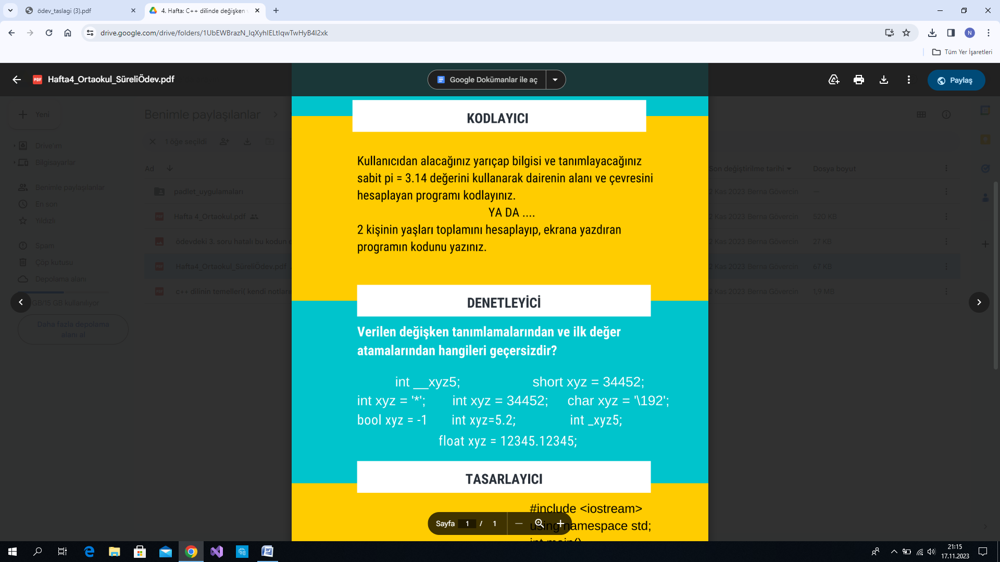 ödev_taslagi (3).pdf
4. Hafta: C++ dilinde değişken
drive.google.com/drive/folders/1UbEWBrazN_IqXyhIELtIqwTwHyB4I2xk
N
Tüm Yer İşaretleri
PDF
Hafta4_Ortaokul_SüreliÖdev.pdf
Google Dokümanlar ile aç
Paylaş
Yeni
Benimle paylaşılanlar
Drive'ım
Bilgisayarlar
Benimle paylaşılanlar
En son
Yıldızlı
Spam
Çöp kutusu
Depolama alanı
GB/15 GB kullanılıyor
Daha fazla depolama
alanı al
1 öğe seçildi
Ad
Son değiştirilme tarihi
Dosya boyut
padlet_uygulamaları
2 Kas 2023 Berna Gövercin
—
Hafta 4_Ortaokul.pdf
2 Kas 2023 Berna Gövercin
520 KB
ödevdeki 3. soru hatalı bu kodun e
2 Kas 2023 Berna Gövercin
27 KB
Hafta4_Ortaokul_SüreliÖdev.pdf
2 Kas 2023 Berna Gövercin
67 KB
c++ dilinin temelleri( kendi notları
2 Kas 2023 Berna Gövercin
1,9 MB
KODLAYICI
Kullanıcıdan alacağınız yarıçap bilgisi ve tanımlayacağınız
sabit pi = 3.14 değerini kullanarak dairenin alanı ve çevresini
hesaplayan programı kodlayınız.
YA DA ....
2 kişinin yaşları toplamını hesaplayıp, ekrana yazdıran
programın kodunu yazınız.
DENETLEYİCİ
Verilen değişken tanımlamalarından ve ilk değer
atamalarından hangileri geçersizdir?
int __xyz5; short xyz = 34452;
int xyz = '*'; int xyz = 34452; char xyz = '\192';
bool xyz = -1 int xyz=5.2; int _xyz5;
float xyz = 12345.12345;
TASARLAYICI
#include <iostream>
using namespace std;
int main()
Sayfa 1 / 1
21:15
17.11.2023